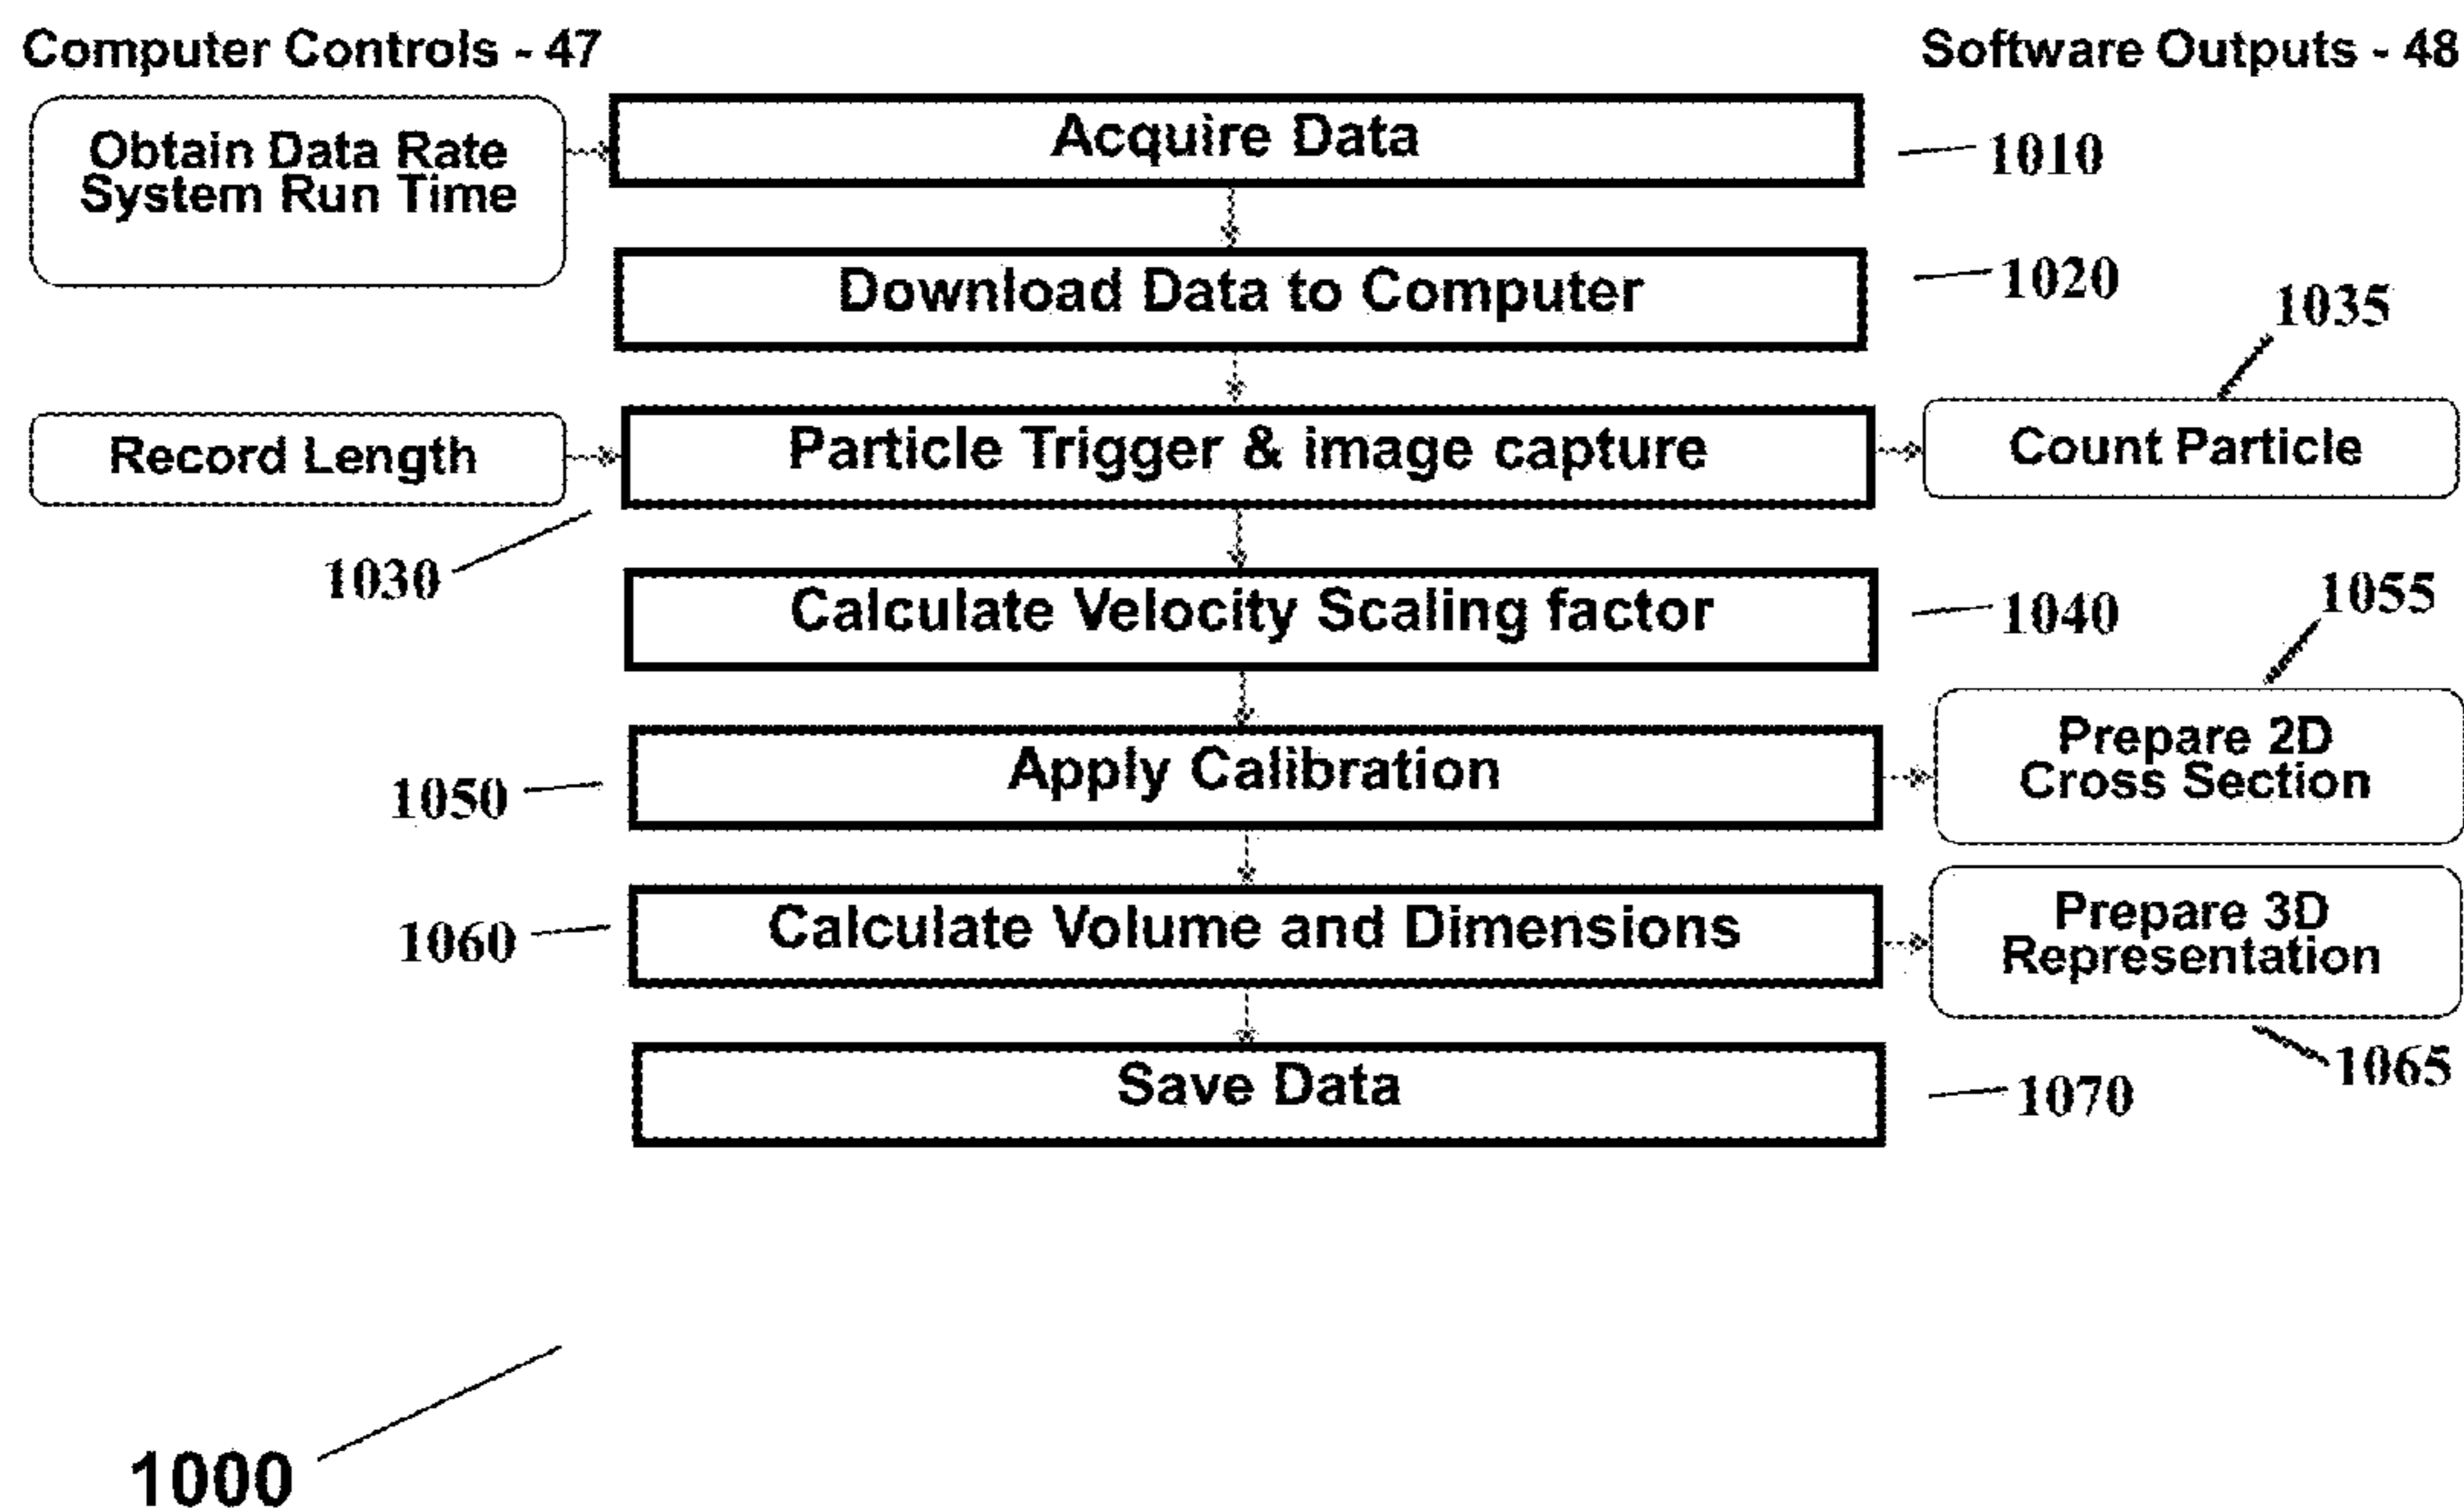 Computer Controls - 47
Software Outputs - 48
Obtain Data Rate
System Run Time
Acquire Data
1010
Download Data to Computer
1020
1035
Record Length
Particle Trigger & image capture
Count Particle
1030
Calculate Velocity Scaling factor
1040
1055
1050
Apply Calibration
Prepare 2D
Cross Section
1060
Calculate Volume and Dimensions
Prepare 3D
Representation
1065
Save Data
1070
1000